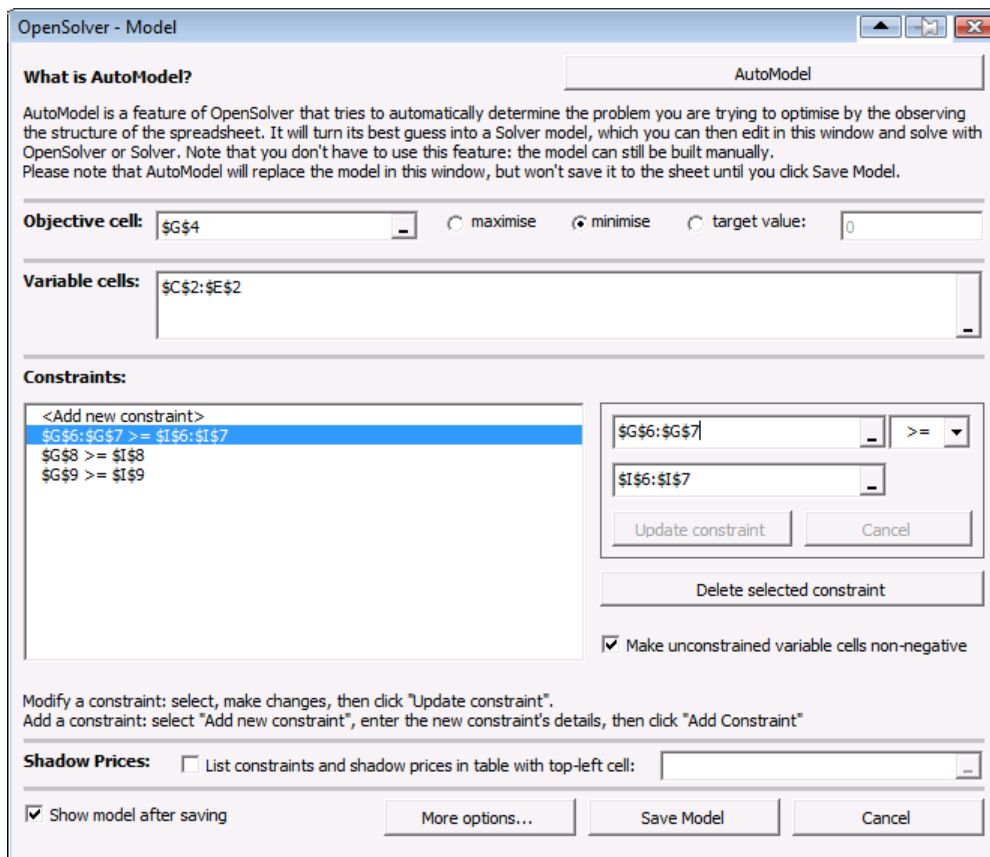 OpenSolver - Model
What is AutoModel?
AutoModel
AutoModel is a feature of OpenSolver that tries to automatically determine the problem you are trying to optimise by the observing
the structure of the spreadsheet. It will turn its best guess into a Solver model, which you can then edit in this window and solve with
OpenSolver or Solver. Note that you don't have to use this feature: the model can still be built manually.
Please note that AutoModel will replace the model in this window, but won't save it to the sheet until you click Save Model.
Objective cell: $G$4 _ maximise minimise target value: 0
Variable cells: $C$2:$E$2 _
Constraints:
<Add new constraint>
$G$6:$G$7 >= $I$6:$I$7
$G$8 >= $I$8
$G$9 >= $I$9
$G$6:$G$7 _ >=
$I$6:$I$7 _
Update constraint Cancel
Delete selected constraint
Make unconstrained variable cells non-negative
Modify a constraint: select, make changes, then click "Update constraint".
Add a constraint: select "Add new constraint", enter the new constraint's details, then click "Add Constraint"
Shadow Prices: List constraints and shadow prices in table with top-left cell: _
Show model after saving More options... Save Model Cancel